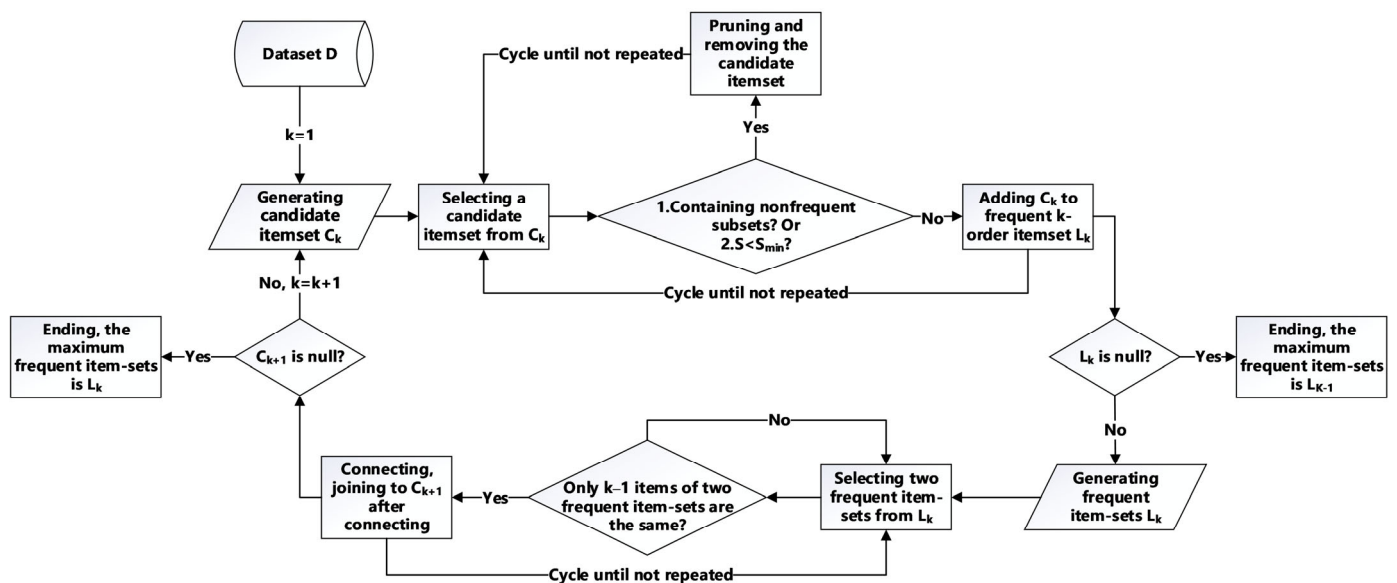 Dataset D
k=1
Generating
candidate
itemset Cₖ
Selecting a
candidate
itemset from Cₖ
Cycle until not repeated
Pruning and
removing the
candidate
itemset
Yes
1.Containing nonfrequent
subsets? Or
2.S<Sₘᵢₙ?
No
Adding Cₖ to
frequent k-
order itemset Lₖ
Cycle until not repeated
No, k=k+1
Ending, the
maximum
frequent item-sets
is Lₖ
Yes
Cₖ₊₁ is null?
Lₖ is null?
Yes
Ending, the
maximum
frequent item-sets
is L_K-1
No
No
Connecting,
joining to Cₖ₊₁
after
connecting
Yes
Only k–1 items of two
frequent item-sets are
the same?
Selecting two
frequent item-
sets from Lₖ
Generating
frequent
item-sets Lₖ
Cycle until not repeated